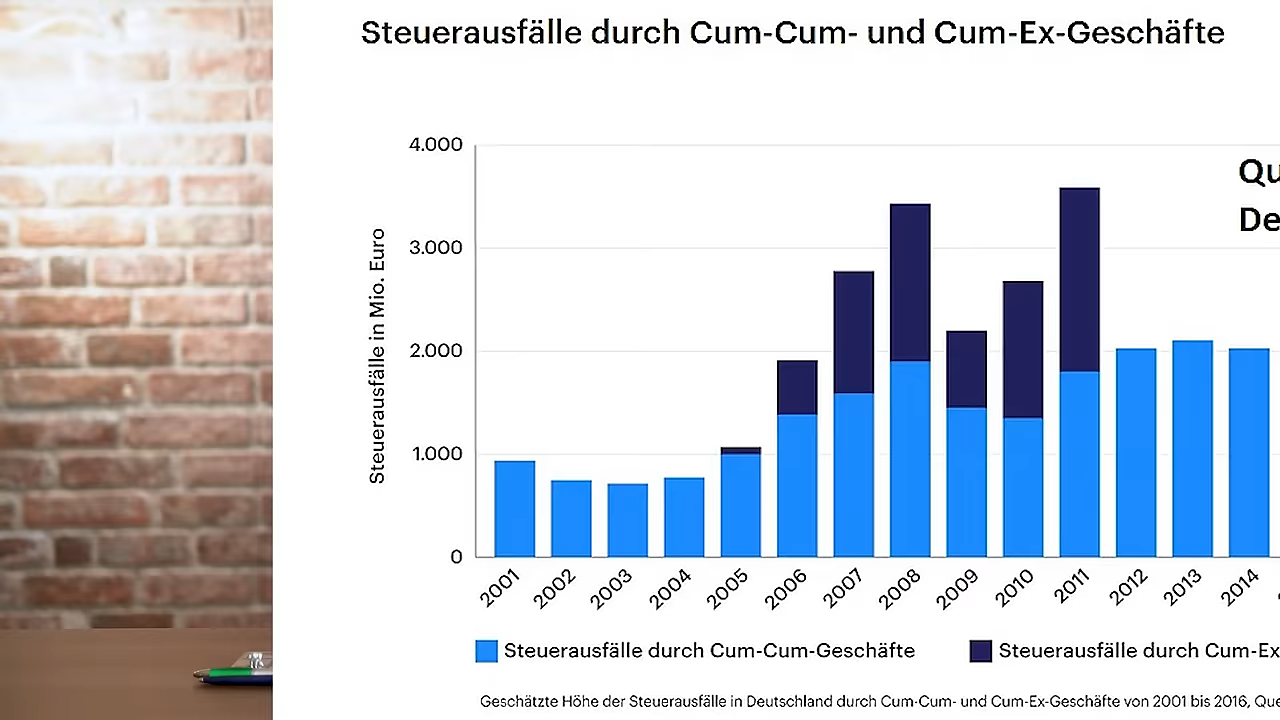 Steuerausfälle durch Cum-Cum- und Cum-Ex-Geschäfte
4.000
Qu
De
3.000
2.000
1.000
0
Steuerausfälle in Mio. Euro
2001
2002
2003
2004
2005
2006
2007
2008
2009
2010
2011
2012
2013
2014
Steuerausfälle durch Cum-Cum-Geschäfte
Steuerausfälle durch Cum-Ex
Geschätzte Höhe der Steuerausfälle in Deutschland durch Cum-Cum- und Cum-Ex-Geschäfte von 2001 bis 2016, Que